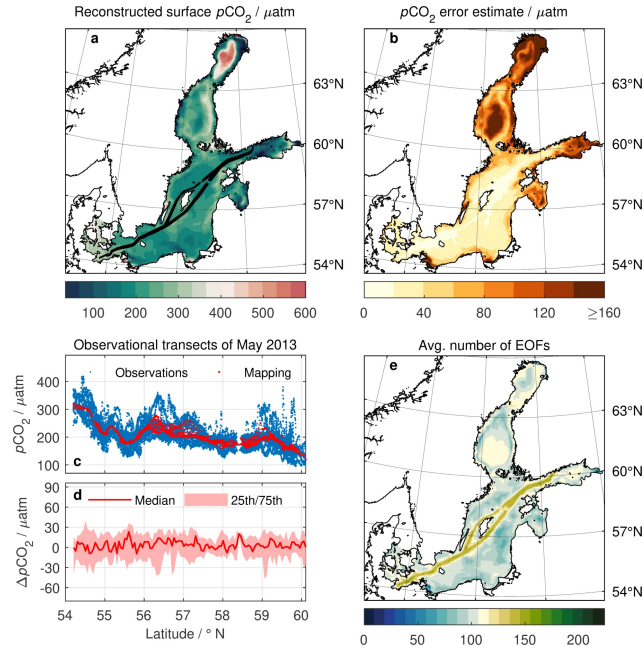 Reconstructed surface pCO2 / µatm
a
63°N
60°N
57°N
54°N
100 200 300 400 500 600
pCO2 error estimate / µatm
b
63°N
60°N
57°N
54°N
0 40 80 120 ≥160
Observational transects of May 2013
Observations Mapping
400
300
200
100
pCO2
c
90
60
30
0
-30
-60
ΔpCO2 / µatm
d
Median 25th/75th
54 55 56 57 58 59 60
Latitude / ° N
Avg. number of EOFs
e
63°N
60°N
57°N
54°N
0 50 100 150 200